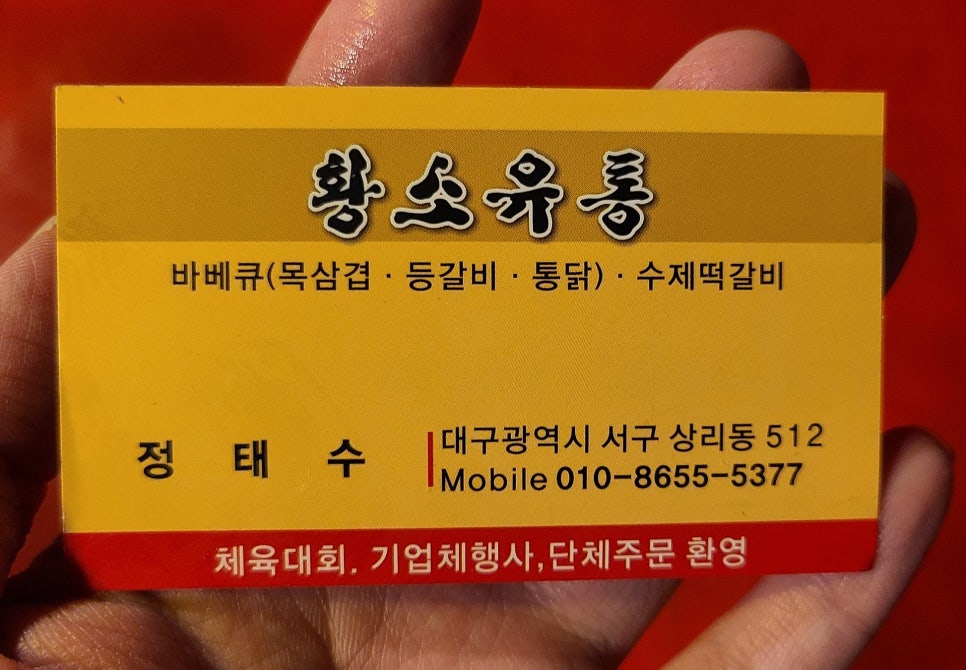 황소유통
바베큐(목삼겹 · 등갈비 · 통닭) · 수제떡갈비
정 태 수
대구광역시 서구 상리동 512
Mobile 010-8655-5377
체육대회. 기업체행사,단체주문 환영